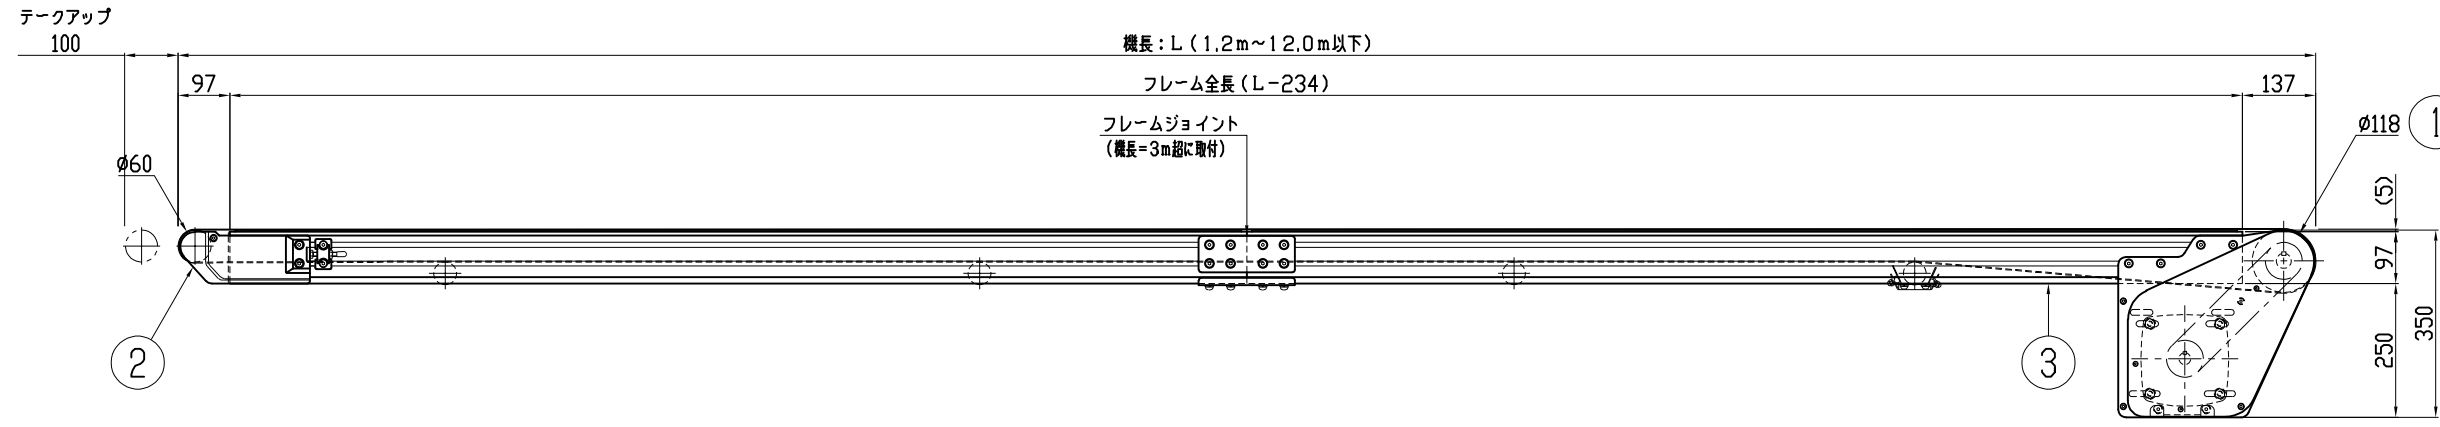 テークアップ
100
機長：L（1,2m～12,0m以下）
97
フレーム全長（L-234）
137
フレームジョイント
（機長=3m超に取付）
ø60
ø118
1
(5)
97
350
250
2
3